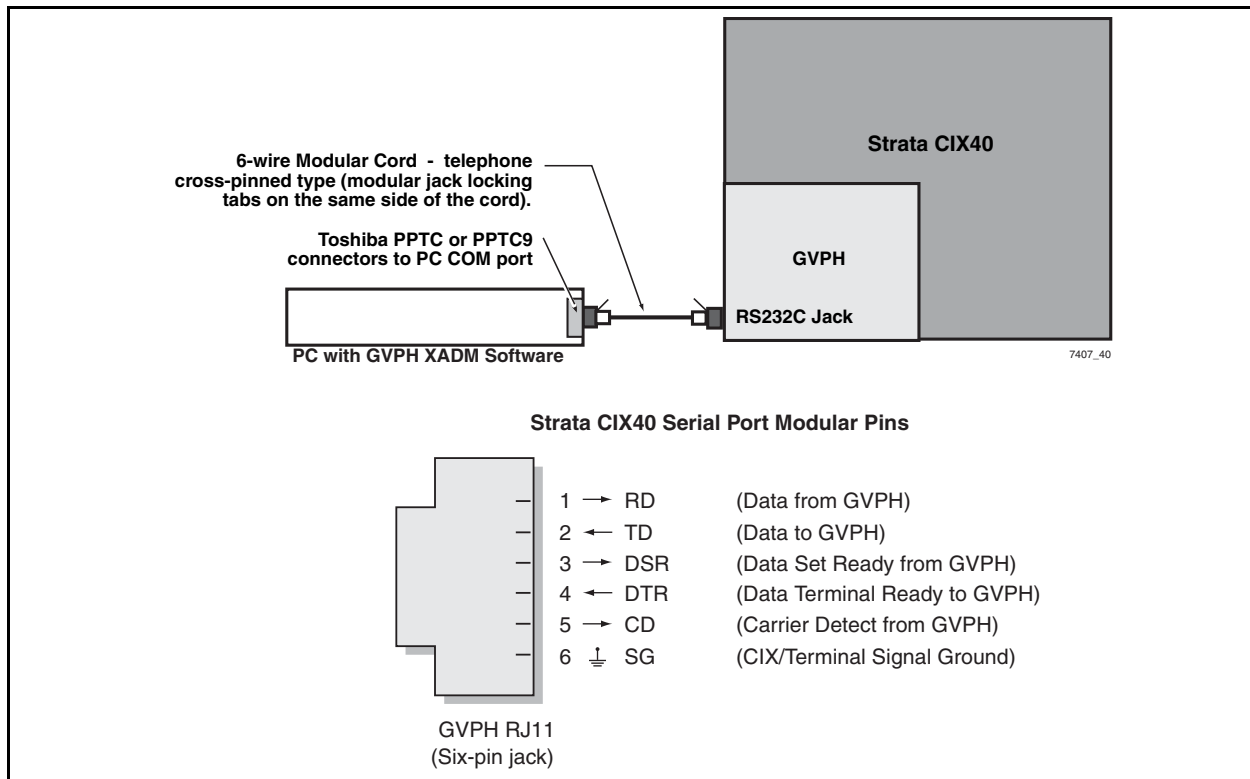 Strata CIX40
6-wire Modular Cord - telephone
cross-pinned type (modular jack locking
tabs on the same side of the cord).
Toshiba PPTC or PPTC9
connectors to PC COM port
GVPH
RS232C Jack
PC with GVPH XADM Software
7407_40
Strata CIX40 Serial Port Modular Pins
1 → RD (Data from GVPH)
2 ← TD (Data to GVPH)
3 → DSR (Data Set Ready from GVPH)
4 ← DTR (Data Terminal Ready to GVPH)
5 → CD (Carrier Detect from GVPH)
6 SG (CIX/Terminal Signal Ground)
GVPH RJ11
(Six-pin jack)